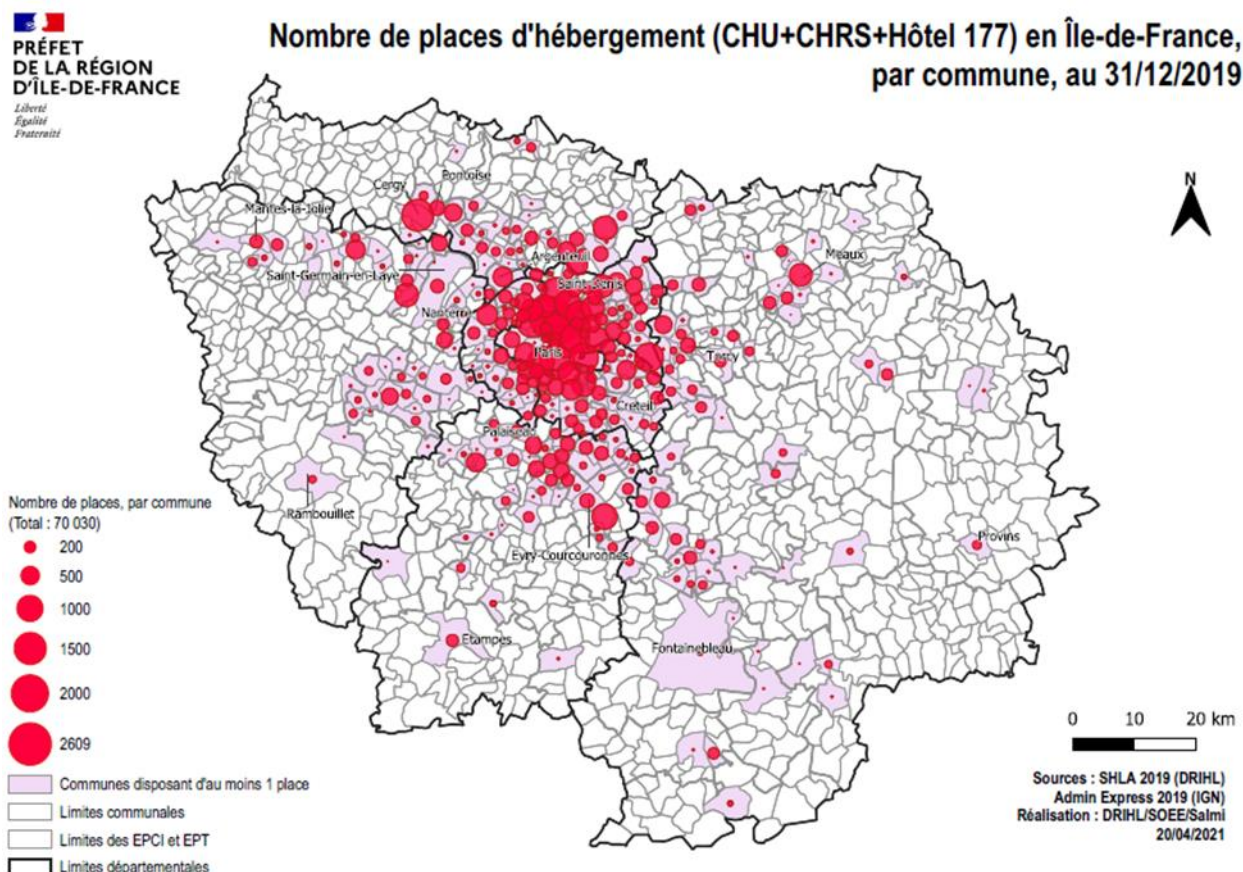 PRÉFET
DE LA RÉGION
D'ÎLE-DE-FRANCE
Liberté
Égalité
Fraternité
Nombre de places d'hébergement (CHU+CHRS+Hôtel 177) en Île-de-France,
par commune, au 31/12/2019
N
Pontoise
Cergy
Mantes-la-Jolie
Argenteuil
Meaux
Saint-Germain-en-Laye
Saint-Denis
Nanterre
Paris
Torcy
Créteil
Palaiseau
Rambouillet
Evry-Courcouronnes
Provins
Etampes
Fontainebleau
Nombre de places, par commune
(Total : 70 030)
200
500
1000
1500
2000
2609
Communes disposant d'au moins 1 place
Limites communales
Limites des EPCI et EPT
Limites départementales
0 10 20 km
Sources : SHLA 2019 (DRIHL)
Admin Express 2019 (IGN)
Réalisation : DRIHL/SOEE/Salmi
20/04/2021